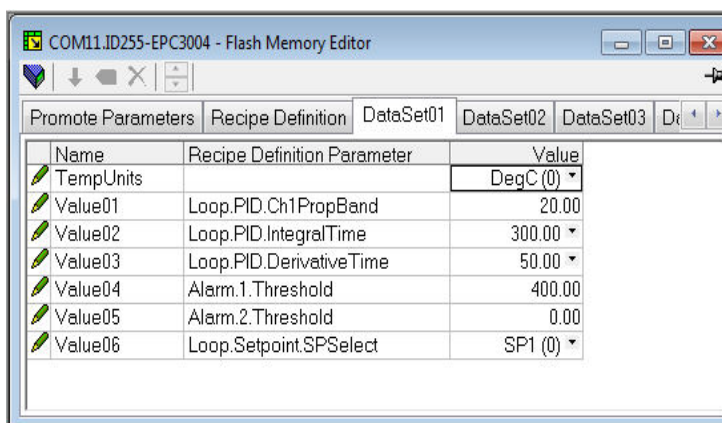 COM11.ID255-EPC3004 - Flash Memory Editor
Promote Parameters Recipe Definition DataSet01 DataSet02 DataSet03
Name Recipe Definition Parameter Value
TempUnits DegC (0)
Value01 Loop.PID.Ch1PropBand 20.00
Value02 Loop.PID.IntegralTime 300.00
Value03 Loop.PID.DerivativeTime 50.00
Value04 Alarm.1.Threshold 400.00
Value05 Alarm.2.Threshold 0.00
Value06 Loop.Setpoint.SPSelect SP1 (0)